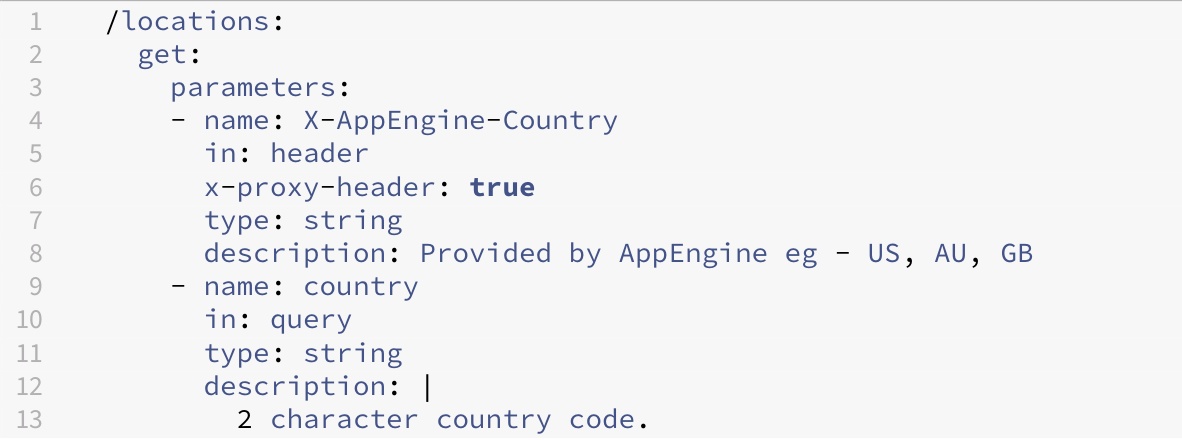 1 /locations:
2 get:
3 parameters:
4 - name: X-AppEngine-Country
5 in: header
6 x-proxy-header: true
7 type: string
8 description: Provided by AppEngine eg - US, AU, GB
9 - name: country
10 in: query
11 type: string
12 description: |
13 2 character country code.